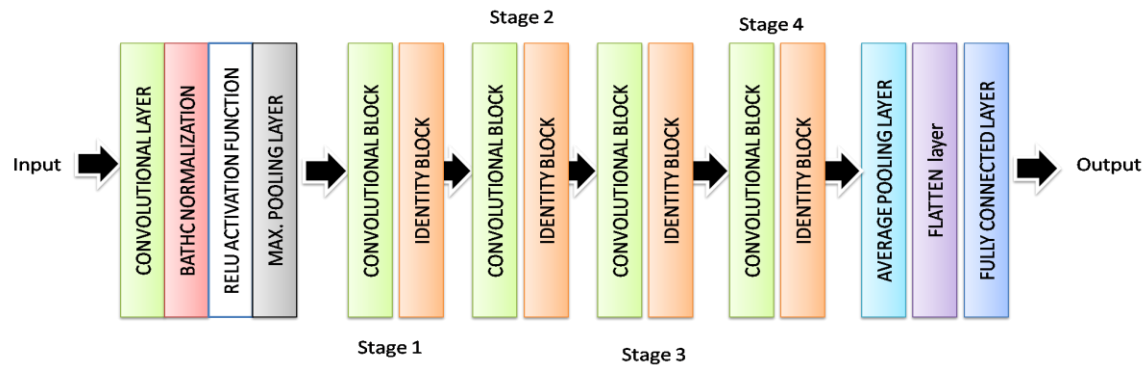 Stage 2
Stage 4
Input
CONVOLUTIONAL LAYER
BATHC NORMALIZATION
RELU ACTIVATION FUNCTION
MAX. POOLING LAYER
CONVOLUTIONAL BLOCK
IDENTITY BLOCK
CONVOLUTIONAL BLOCK
IDENTITY BLOCK
CONVOLUTIONAL BLOCK
IDENTITY BLOCK
CONVOLUTIONAL BLOCK
IDENTITY BLOCK
AVERAGE POOLING LAYER
FLATTEN layer
FULLY CONNECTED LAYER
Output
Stage 1
Stage 3